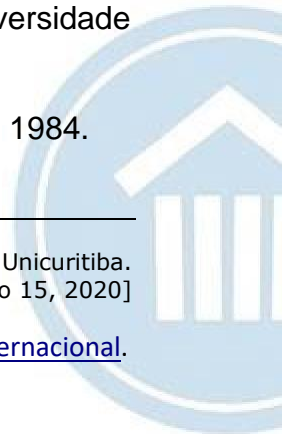 versidade
1984.
Unicuritiba.
o 15, 2020]
ernacional.